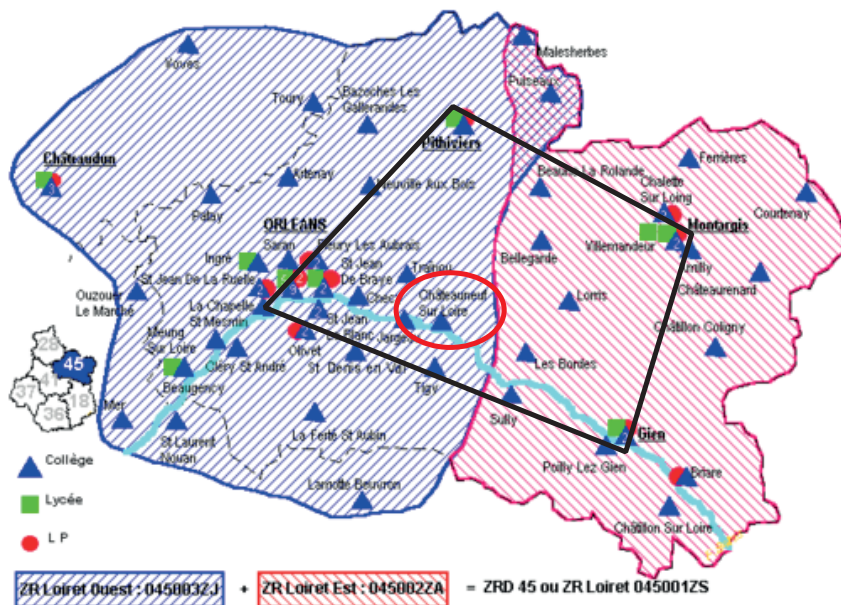 Malesherbes
Voves
Puiseaux
Toury
Bazoches Les
Gallerandes
Pithiviers
Châteaudun
Artenay
Neuville Aux Bois
Beaune La Rolande
Ferrières
Chalette
Sur Loing
Courtenay
Patay
ORLEANS
Montargis
Villemandeur
Amilly
Ingré
Saran
Fleury Les Aubrais
St Jean
De Braye
Trainou
Bellegarde
Châteaurenard
St Jean De La Ruelle
Ouzouer
Le Marché
La Chapelle
St Mesmin
Châteauneuf
Sur Loire
Lorris
Châtillon Coligny
St Jean
Le Blanc
Meung
Sur Loire
Olivet
Cléry St André
St Denis en Val
Tigy
Les Bordes
Beaugency
Mer
St Laurent
Nouan
La Ferté St Aubin
Sully
Gien
Poilly Lez Gien
Briare
Lamotte Beuvron
Châtillon Sur Loire
28
45
41
37
18
36
Collège
Lycée
L P
ZR Loiret Ouest : 045003ZJ + ZR Loiret Est : 045002ZA = ZRD 45 ou ZR Loiret 045001ZS